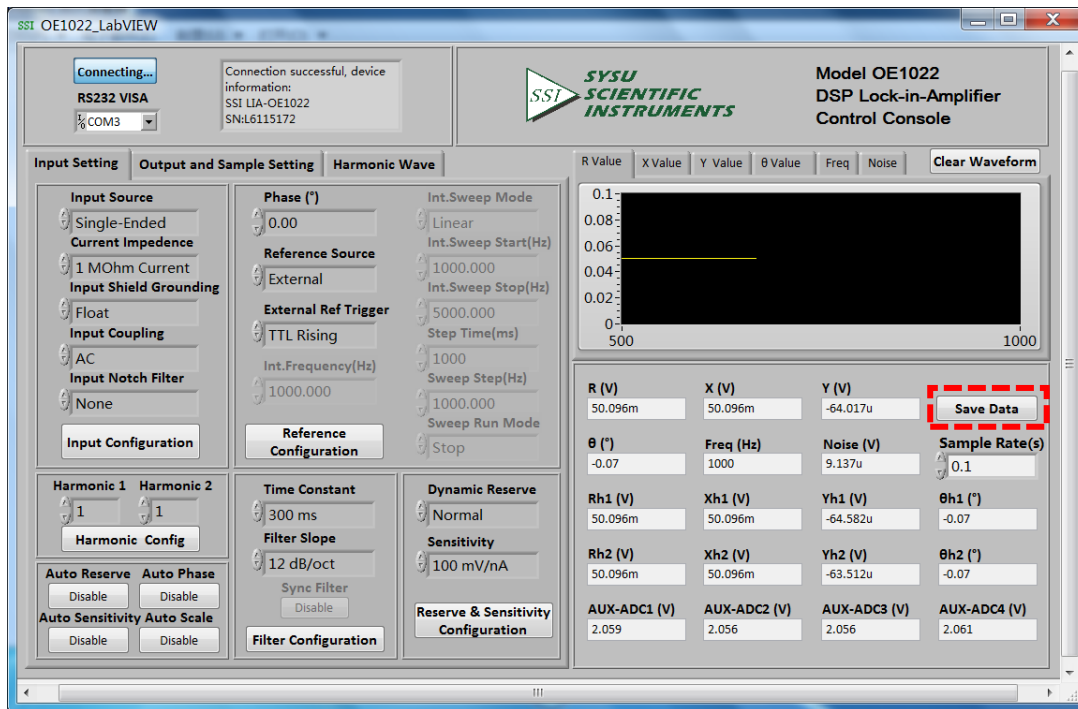 SSI OE1022_LabVIEW
Connecting...
RS232 VISA
I/O COM3
Connection successful, device
information:
SSI LIA-OE1022
SN:L6115172
SSI
SYSU
SCIENTIFIC
INSTRUMENTS
Model OE1022
DSP Lock-in-Amplifier
Control Console
Input Setting
Output and Sample Setting
Harmonic Wave
Input Source
Single-Ended
Current Impedance
1 MOhm Current
Input Shield Grounding
Float
Input Coupling
AC
Input Notch Filter
None
Input Configuration
Phase (°)
0.00
Reference Source
External
External Ref Trigger
TTL Rising
Int.Frequency(Hz)
1000.000
Reference
Configuration
Int.Sweep Mode
Linear
Int.Sweep Start(Hz)
1000.000
Int.Sweep Stop(Hz)
5000.000
Step Time(ms)
1000
Sweep Step(Hz)
1000.000
Sweep Run Mode
Stop
Harmonic 1 Harmonic 2
1 1
Harmonic Config
Auto Reserve Auto Phase
Disable Disable
Auto Sensitivity Auto Scale
Disable Disable
Time Constant
300 ms
Filter Slope
12 dB/oct
Sync Filter
Disable
Filter Configuration
Dynamic Reserve
Normal
Sensitivity
100 mV/nA
Reserve & Sensitivity
Configuration
R Value X Value Y Value θ Value Freq Noise Clear Waveform
0.1
0.08
0.06
0.04
0.02
0
500 1000
R (V) X (V) Y (V)
50.096m 50.096m -64.017u Save Data
θ (°) Freq (Hz) Noise (V) Sample Rate(s)
-0.07 1000 9.137u 0.1
Rh1 (V) Xh1 (V) Yh1 (V) θh1 (°)
50.096m 50.096m -64.582u -0.07
Rh2 (V) Xh2 (V) Yh2 (V) θh2 (°)
50.096m 50.096m -63.512u -0.07
AUX-ADC1 (V) AUX-ADC2 (V) AUX-ADC3 (V) AUX-ADC4 (V)
2.059 2.056 2.056 2.061